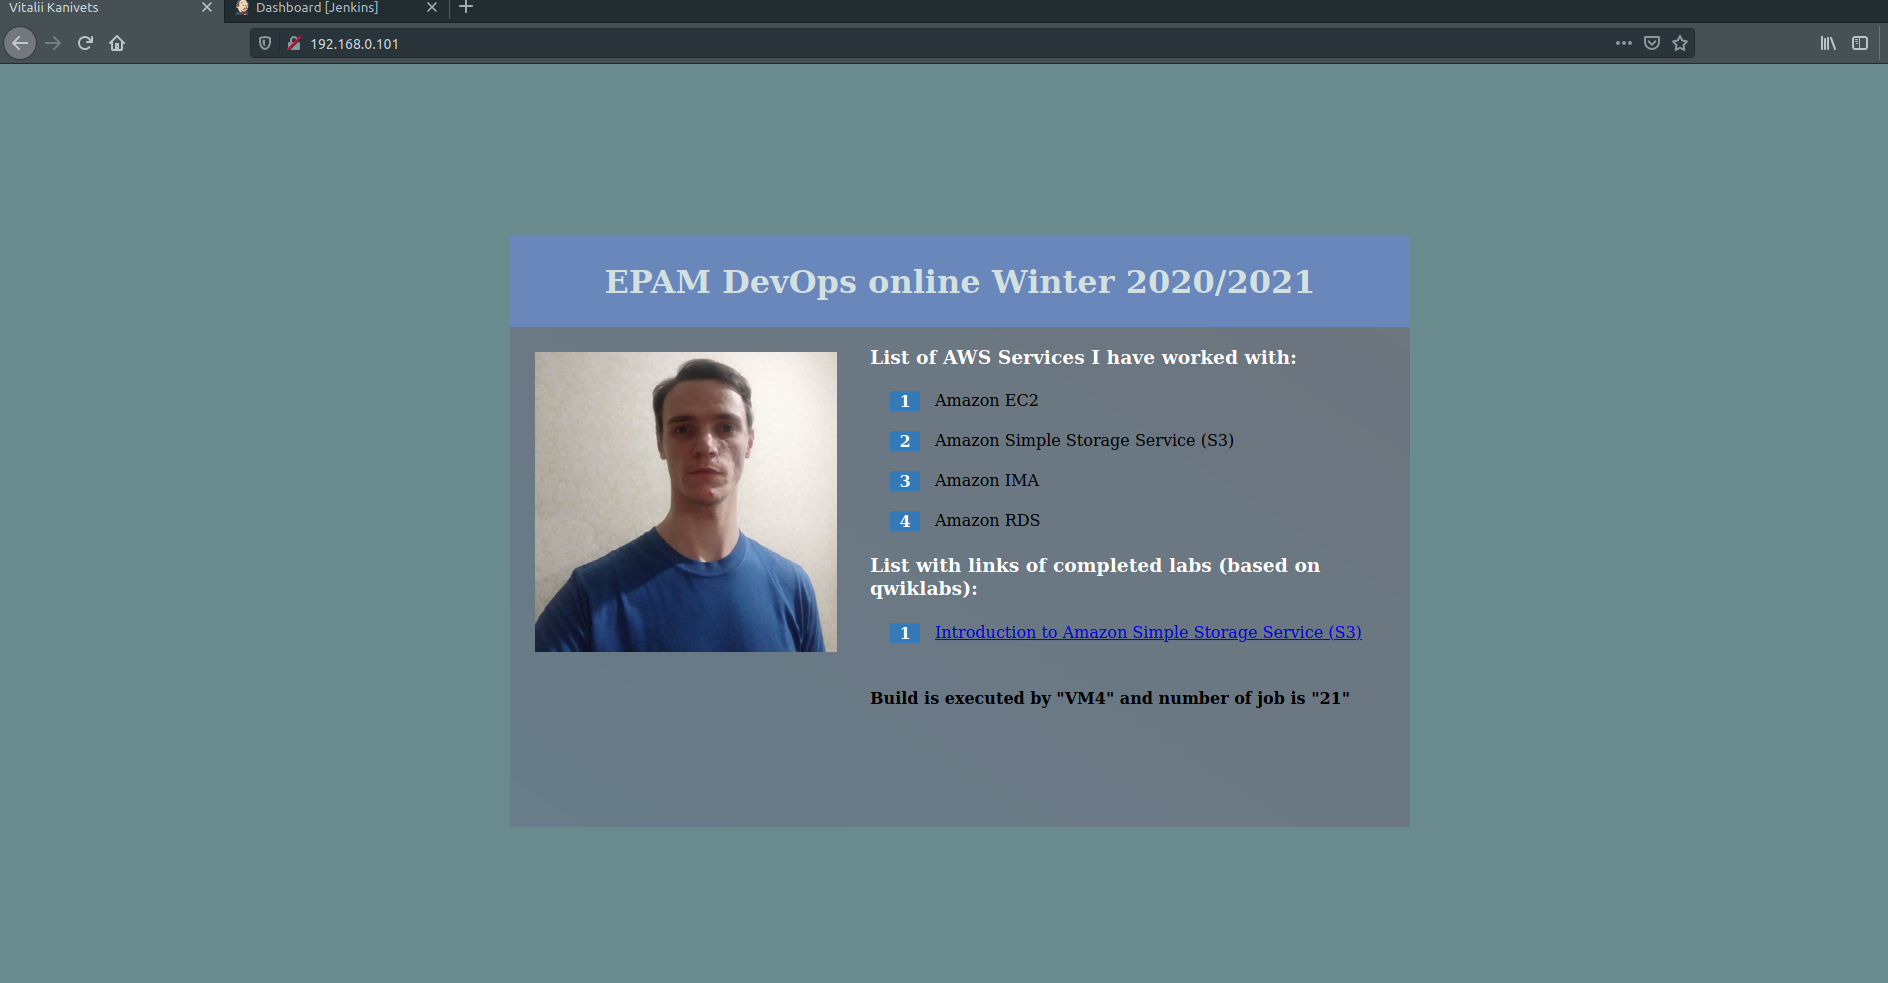 Vitalii Kanivets
Dashboard [Jenkins]
192.168.0.101
EPAM DevOps online Winter 2020/2021
List of AWS Services I have worked with:
1 Amazon EC2
2 Amazon Simple Storage Service (S3)
3 Amazon IMA
4 Amazon RDS
List with links of completed labs (based on
qwiklabs):
1 Introduction to Amazon Simple Storage Service (S3)
Build is executed by "VM4" and number of job is "21"